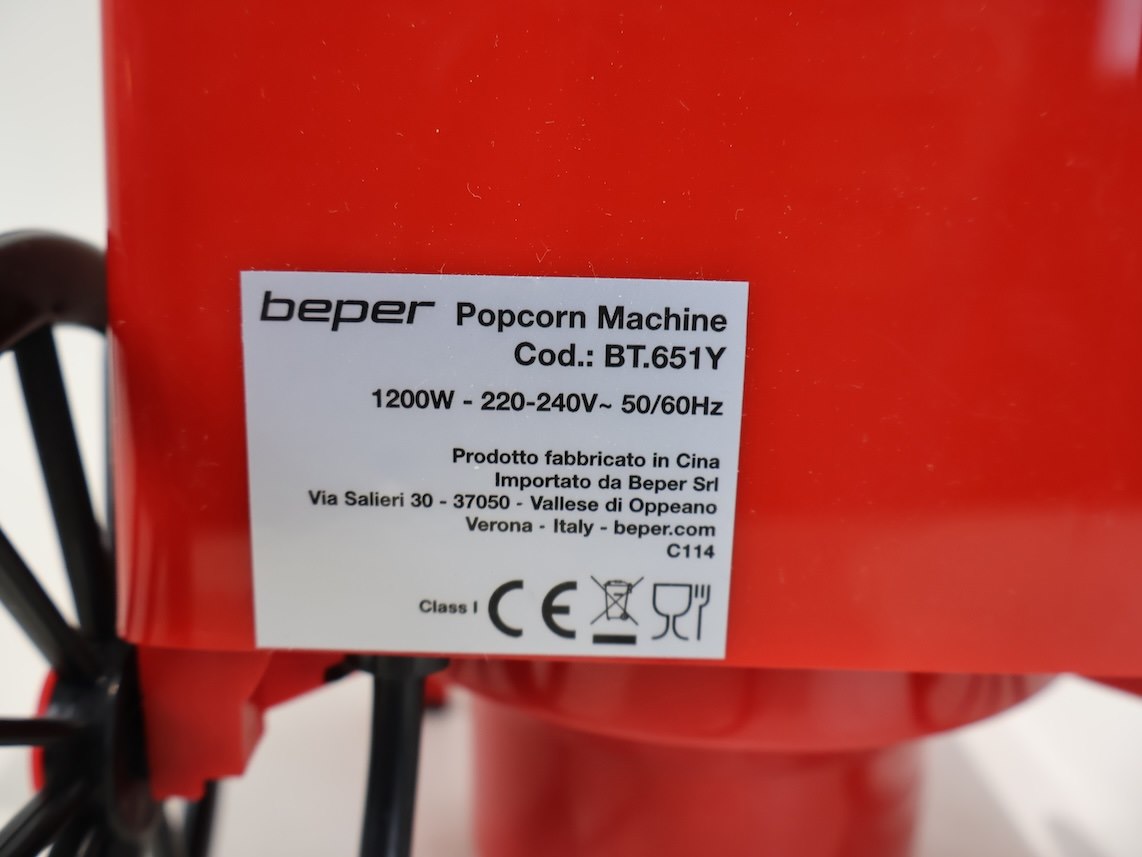 beper Popcorn Machine
Cod.: BT.651Y
1200W - 220-240V~ 50/60Hz
Prodotto fabbricato in Cina
Importato da Beper Srl
Via Salieri 30 - 37050 - Vallese di Oppeano
Verona - Italy - beper.com
C114
Class I CE